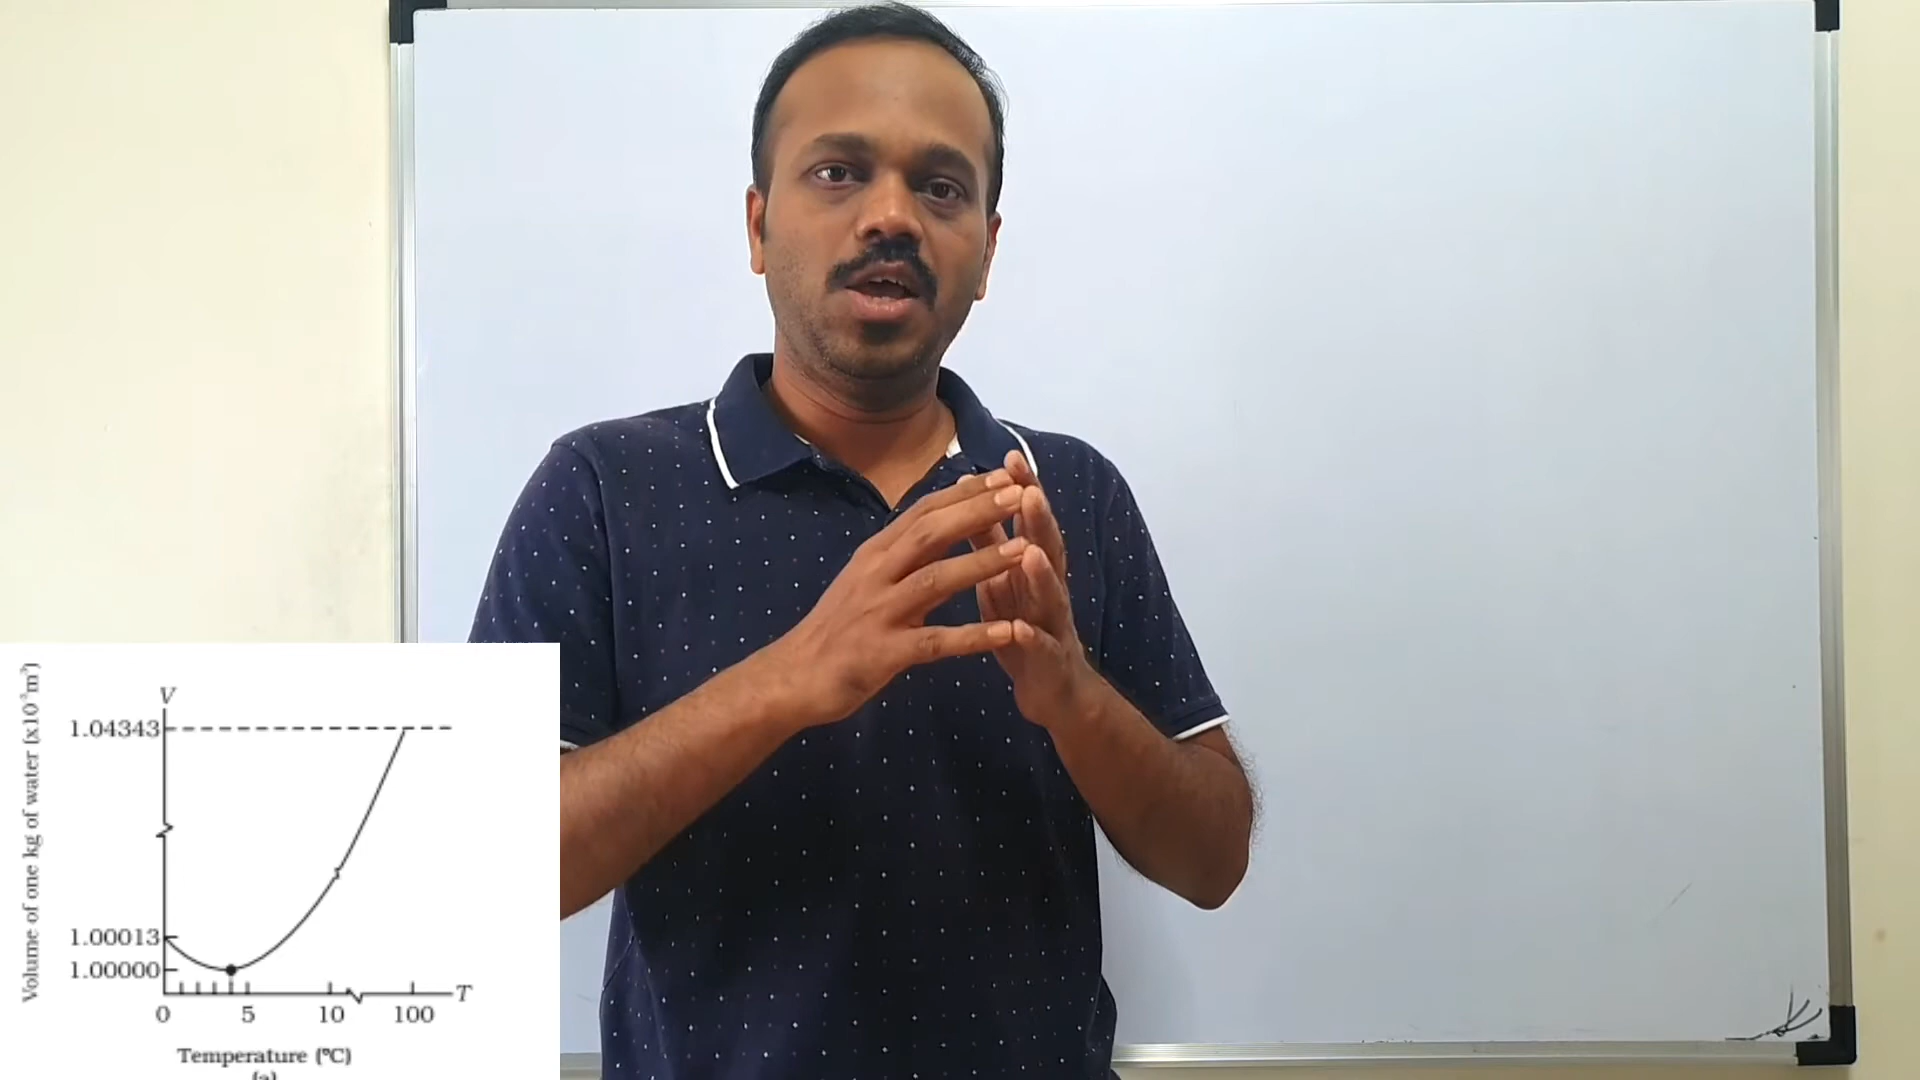 Volume of one kg of water (x10⁻³m³)
V
1.04343
1.00013
1.00000
0 5 10 100 T
Temperature (°C)
(a)